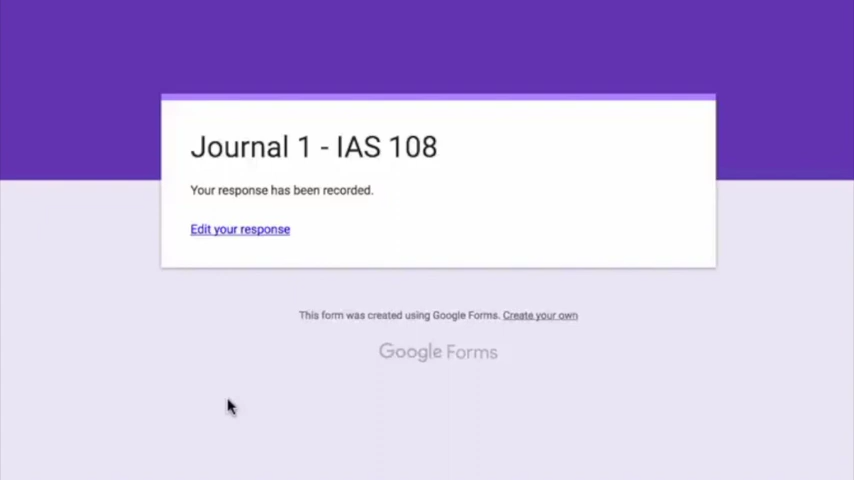 Journal 1 - IAS 108
Your response has been recorded.
Edit your response
This form was created using Google Forms. Create your own
Google Forms